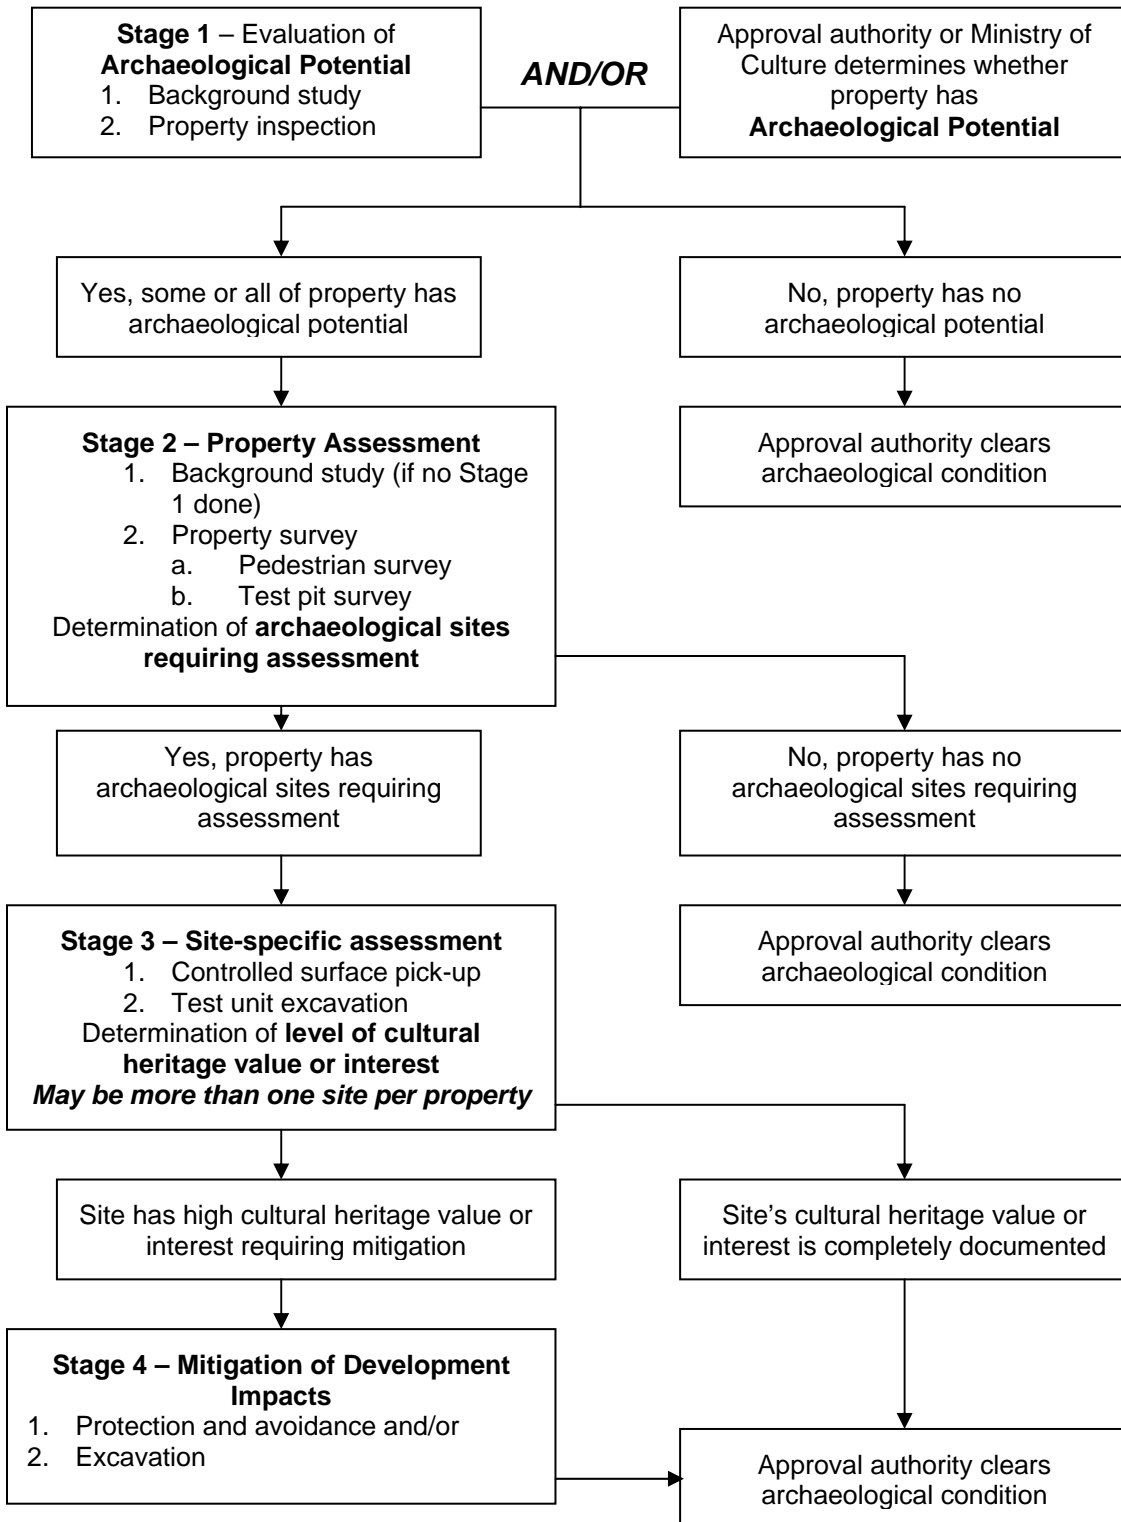 Stage 1 – Evaluation of
Archaeological Potential
1. Background study
2. Property inspection
AND/OR
Approval authority or Ministry of
Culture determines whether
property has
Archaeological Potential
Yes, some or all of property has
archaeological potential
No, property has no
archaeological potential
Stage 2 – Property Assessment
1. Background study (if no Stage
1 done)
2. Property survey
a. Pedestrian survey
b. Test pit survey
Determination of archaeological sites
requiring assessment
Approval authority clears
archaeological condition
Yes, property has
archaeological sites requiring
assessment
No, property has no
archaeological sites requiring
assessment
Stage 3 – Site-specific assessment
1. Controlled surface pick-up
2. Test unit excavation
Determination of level of cultural
heritage value or interest
May be more than one site per property
Approval authority clears
archaeological condition
Site has high cultural heritage value or
interest requiring mitigation
Site's cultural heritage value or
interest is completely documented
Stage 4 – Mitigation of Development
Impacts
1. Protection and avoidance and/or
2. Excavation
Approval authority clears
archaeological condition